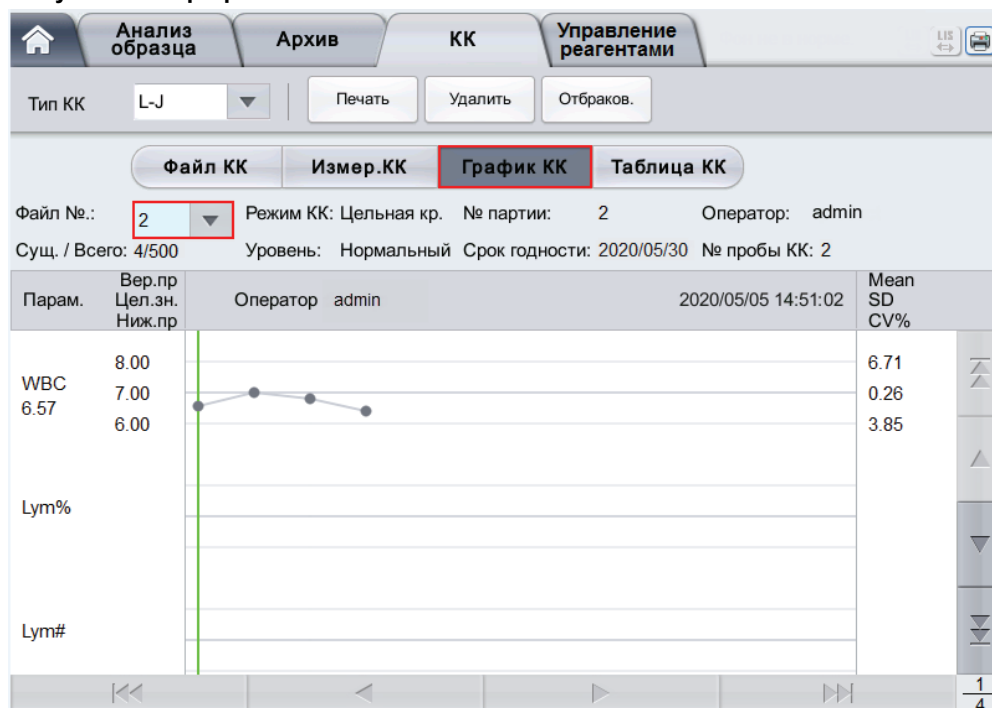 Анализ образца
Архив
КК
Управление реагентами
LIS
Тип КК
L-J
Печать
Удалить
Отбраков.
Файл КК
Измер.КК
График КК
Таблица КК
Файл №.: 2 Режим КК: Цельная кр. № партии: 2 Оператор: admin
Сущ. / Всего: 4/500 Уровень: Нормальный Срок годности: 2020/05/30 № пробы КК: 2
Парам.
Вер.пр
Цел.зн.
Ниж.пр
Оператор admin 2020/05/05 14:51:02
Mean
SD
CV%
WBC
6.57
8.00
7.00
6.00
6.71
0.26
3.85
Lym%
Lym#
1
4